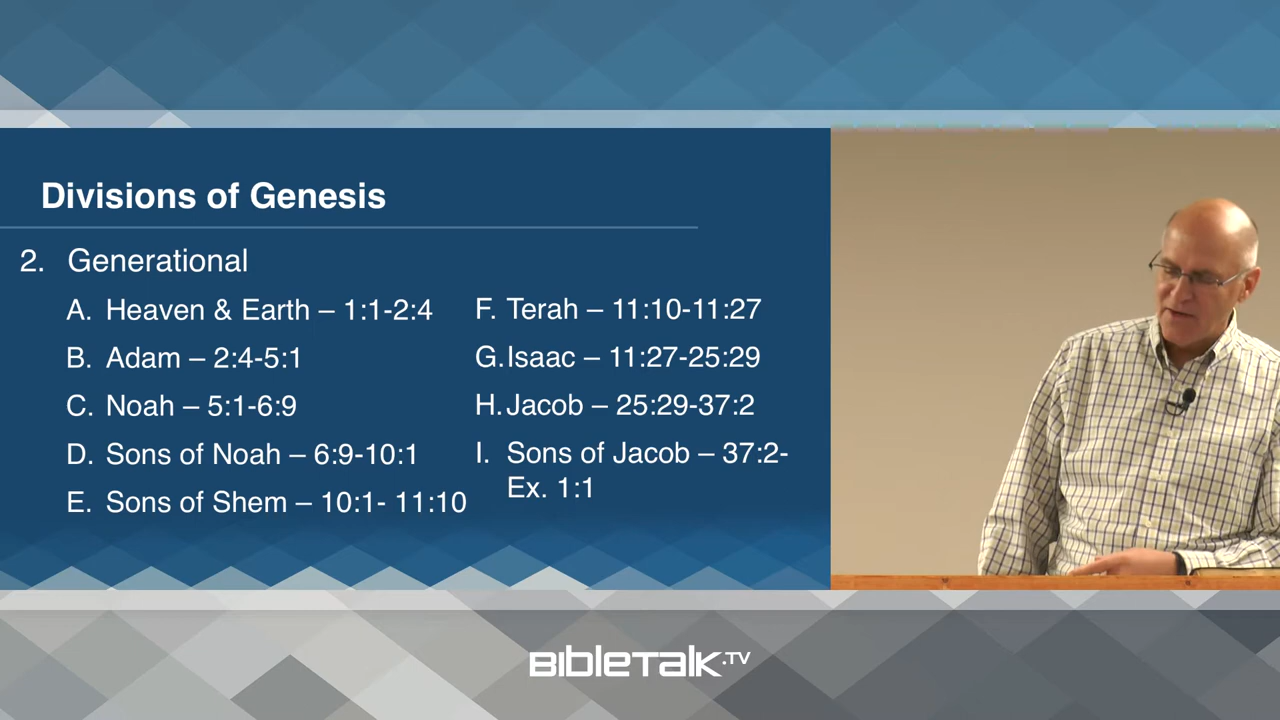 Divisions of Genesis
2. Generational
A. Heaven & Earth – 1:1-2:4
B. Adam – 2:4-5:1
C. Noah – 5:1-6:9
D. Sons of Noah – 6:9-10:1
E. Sons of Shem – 10:1- 11:10
F. Terah – 11:10-11:27
G. Isaac – 11:27-25:29
H. Jacob – 25:29-37:2
I. Sons of Jacob – 37:2-
Ex. 1:1
BibleTalk.TV